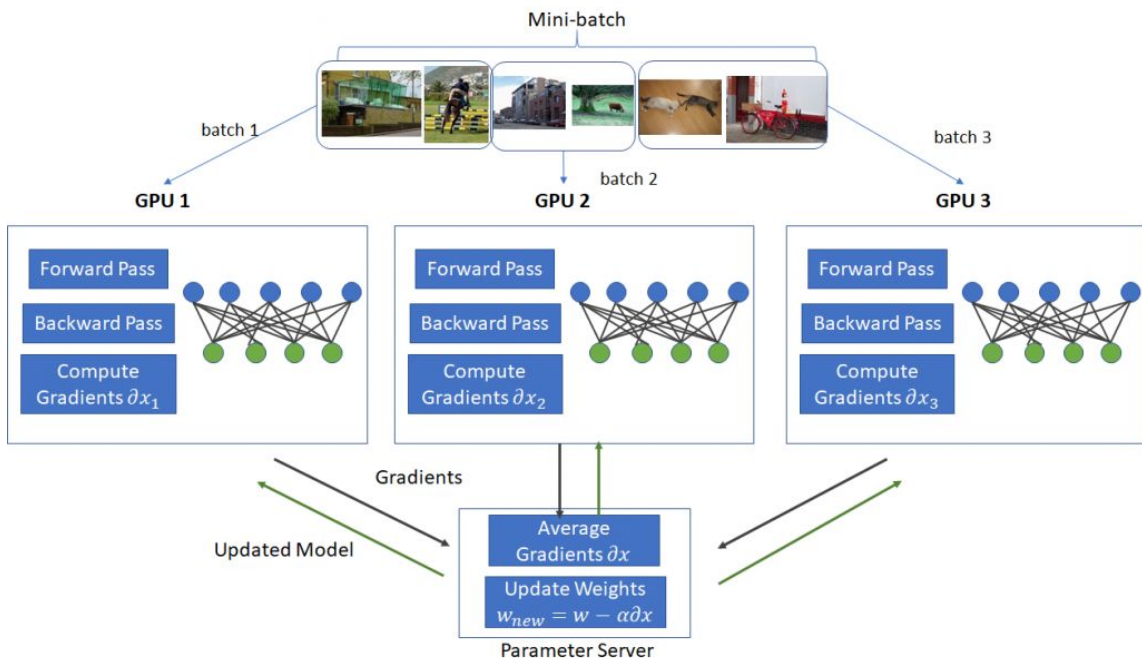 Mini-batch
batch 1
batch 2
batch 3
GPU 1
GPU 2
GPU 3
Forward Pass
Backward Pass
Compute
Gradients ∂x₁
Forward Pass
Backward Pass
Compute
Gradients ∂x₂
Forward Pass
Backward Pass
Compute
Gradients ∂x₃
Gradients
Updated Model
Average
Gradients ∂x
Update Weights
w_new = w − α∂x
Parameter Server